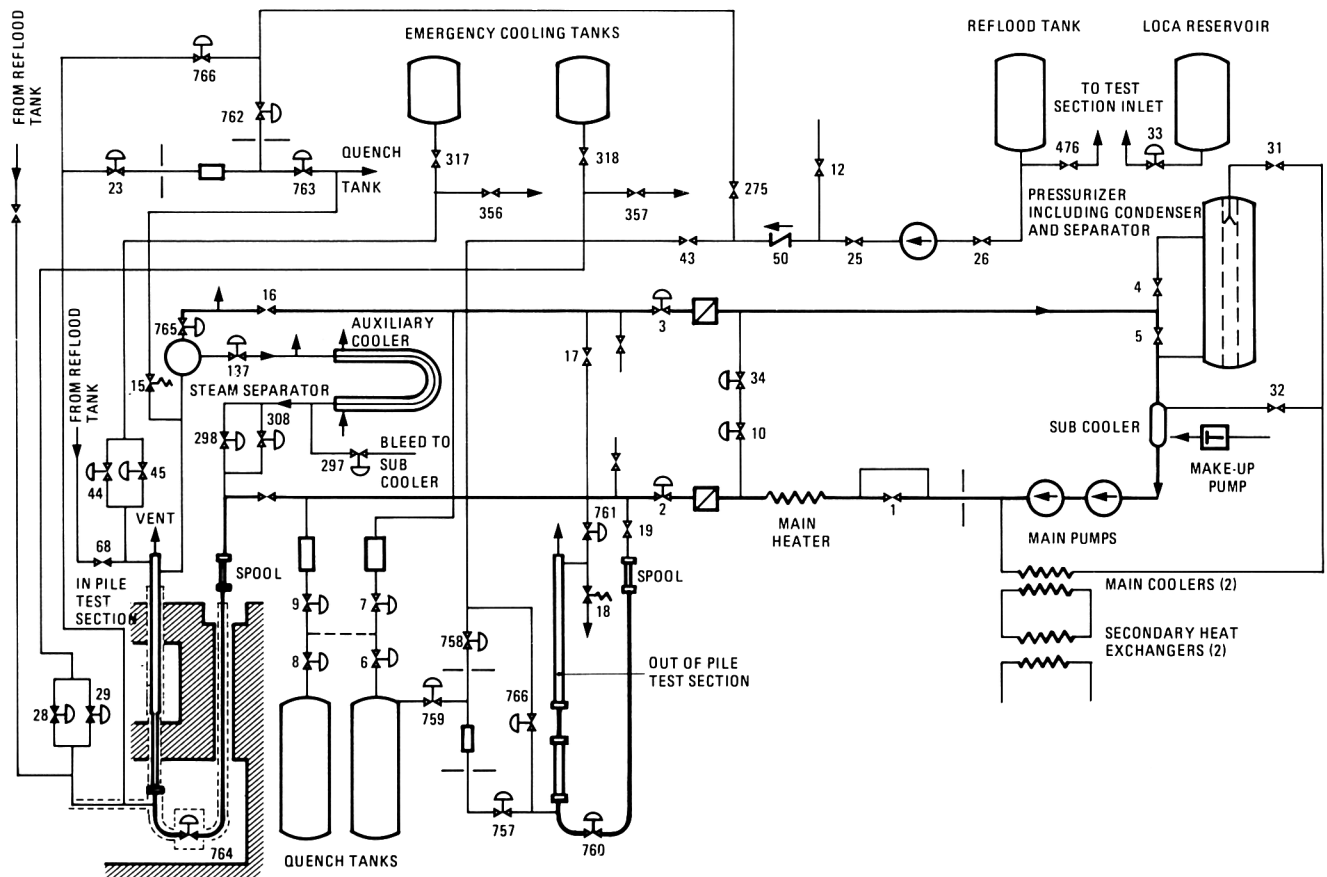 FROM REFLOOD
TANK
766
762
EMERGENCY COOLING TANKS
REFLOOD TANK
LOCA RESERVOIR
TO TEST
SECTION INLET
23
763
QUENCH
TANK
317
318
356
357
275
12
476
33
31
PRESSURIZER
INCLUDING CONDENSER
AND SEPARATOR
43
50
25
26
16
3
4
5
765
137
AUXILIARY
COOLER
17
34
15
STEAM SEPARATOR
FROM REFLOOD
TANK
298
308
297
BLEED TO
SUB
COOLER
10
32
SUB COOLER
MAKE-UP
PUMP
44
45
VENT
68
IN PILE
TEST
SECTION
SPOOL
2
761
19
MAIN
HEATER
1
MAIN PUMPS
SPOOL
18
9
7
MAIN COOLERS (2)
SECONDARY HEAT
EXCHANGERS (2)
8
6
758
OUT OF PILE
TEST SECTION
28
29
759
766
757
760
764
QUENCH TANKS